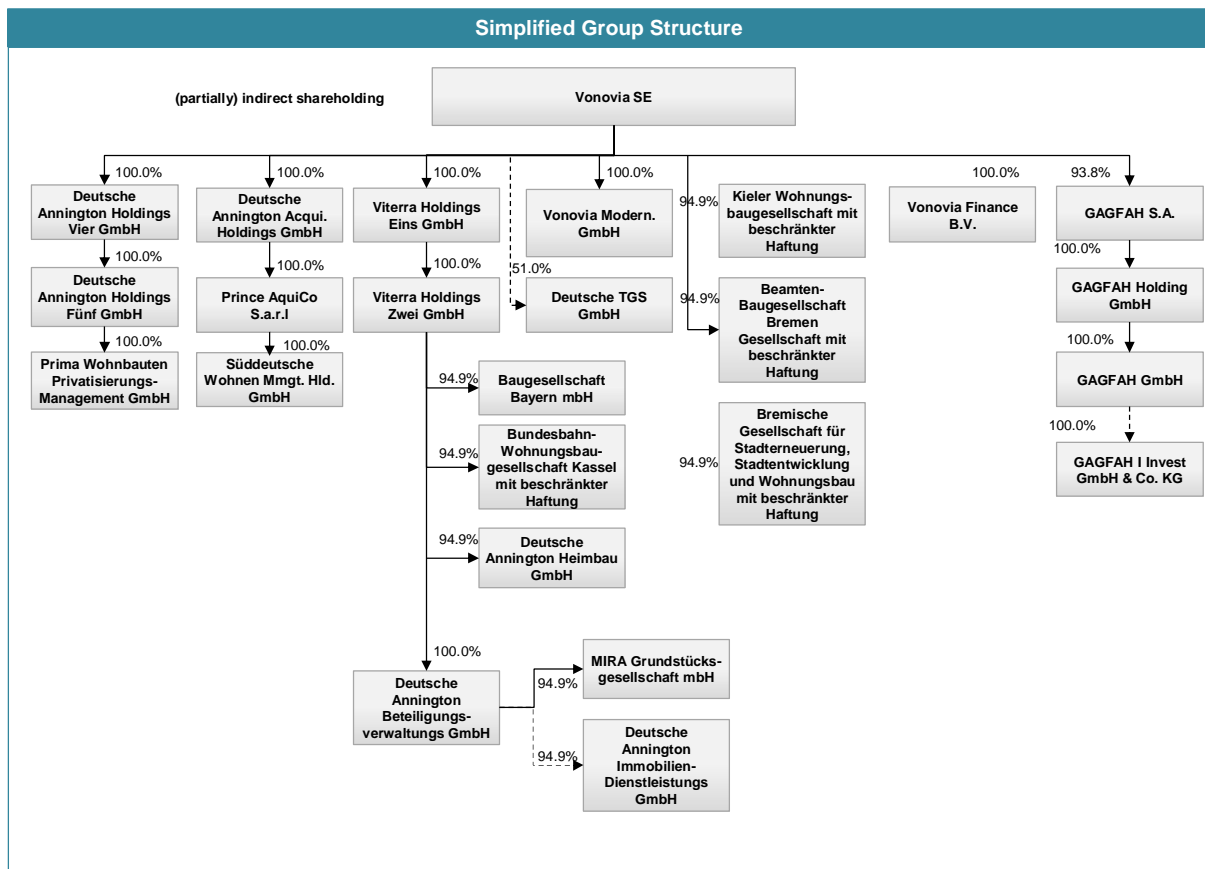 Simplified Group Structure
(partially) indirect shareholding
Vonovia SE
100.0%
100.0%
100.0%
100.0%
100.0%
93.8%
Deutsche
Annington Holdings
Vier GmbH
Deutsche
Annington Acqui.
Holdings GmbH
Viterra Holdings
Eins GmbH
Vonovia Modern.
GmbH
94.9%
Kieler Wohnungs-
baugesellschaft mit
beschränkter
Haftung
Vonovia Finance
B.V.
GAGFAH S.A.
100.0%
100.0%
100.0%
51.0%
100.0%
Deutsche
Annington Holdings
Fünf GmbH
Prince AquiCo
S.a.r.l
Viterra Holdings
Zwei GmbH
Deutsche TGS
GmbH
94.9%
Beamten-
Baugesellschaft
Bremen
Gesellschaft mit
beschränkter
Haftung
GAGFAH Holding
GmbH
100.0%
100.0%
100.0%
Prima Wohnbauten
Privatisierungs-
Management GmbH
Süddeutsche
Wohnen Mmgt. Hld.
GmbH
94.9%
Baugesellschaft
Bayern mbH
GAGFAH GmbH
100.0%
94.9%
Bundesbahn-
Wohnungsbau-
gesellschaft Kassel
mit beschränkter
Haftung
94.9%
Bremische
Gesellschaft für
Stadterneuerung,
Stadtentwicklung
und Wohnungsbau
mit beschränkter
Haftung
GAGFAH I Invest
GmbH & Co. KG
94.9%
Deutsche
Annington Heimbau
GmbH
100.0%
Deutsche
Annington
Beteiligungs-
verwaltungs GmbH
94.9%
MIRA Grundstücks-
gesellschaft mbH
94.9%
Deutsche
Annington
Immobilien-
Dienstleistungs
GmbH